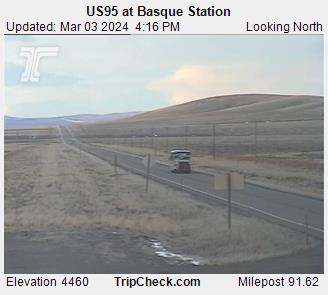 US95 at Basque Station
Updated: Mar 03 2024 4:16 PM Looking North
Elevation 4460 TripCheck.com Milepost 91.62